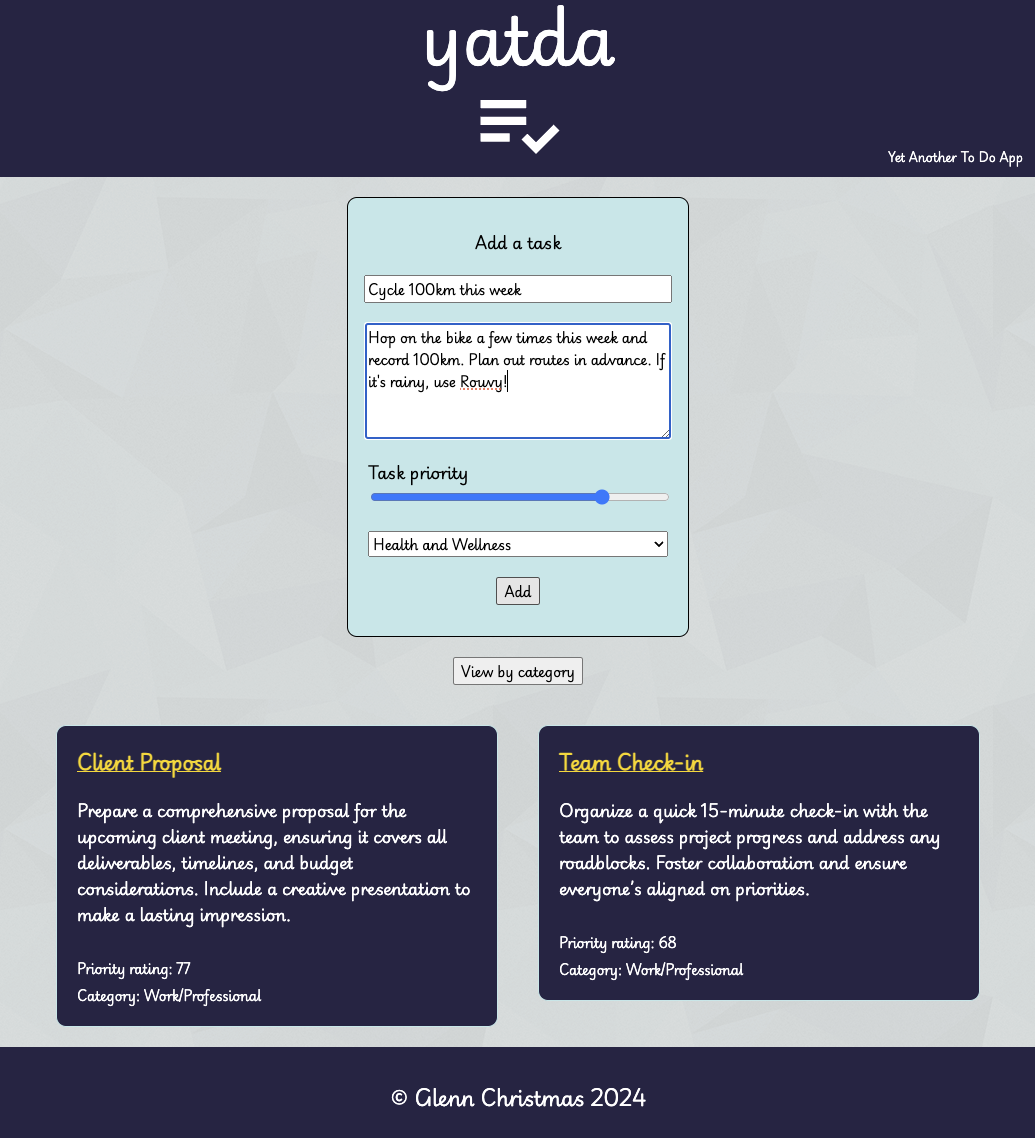 yatda
Yet Another To Do App
Add a task
Cycle 100km this week
Hop on the bike a few times this week and
record 100km. Plan out routes in advance. If
it's rainy, use Rouvy!
Task priority
Health and Wellness
Add
View by category
Client Proposal
Prepare a comprehensive proposal for the
upcoming client meeting, ensuring it covers all
deliverables, timelines, and budget
considerations. Include a creative presentation to
make a lasting impression.
Priority rating: 77
Category: Work/Professional
Team Check-in
Organize a quick 15-minute check-in with the
team to assess project progress and address any
roadblocks. Foster collaboration and ensure
everyone’s aligned on priorities.
Priority rating: 68
Category: Work/Professional
© Glenn Christmas 2024